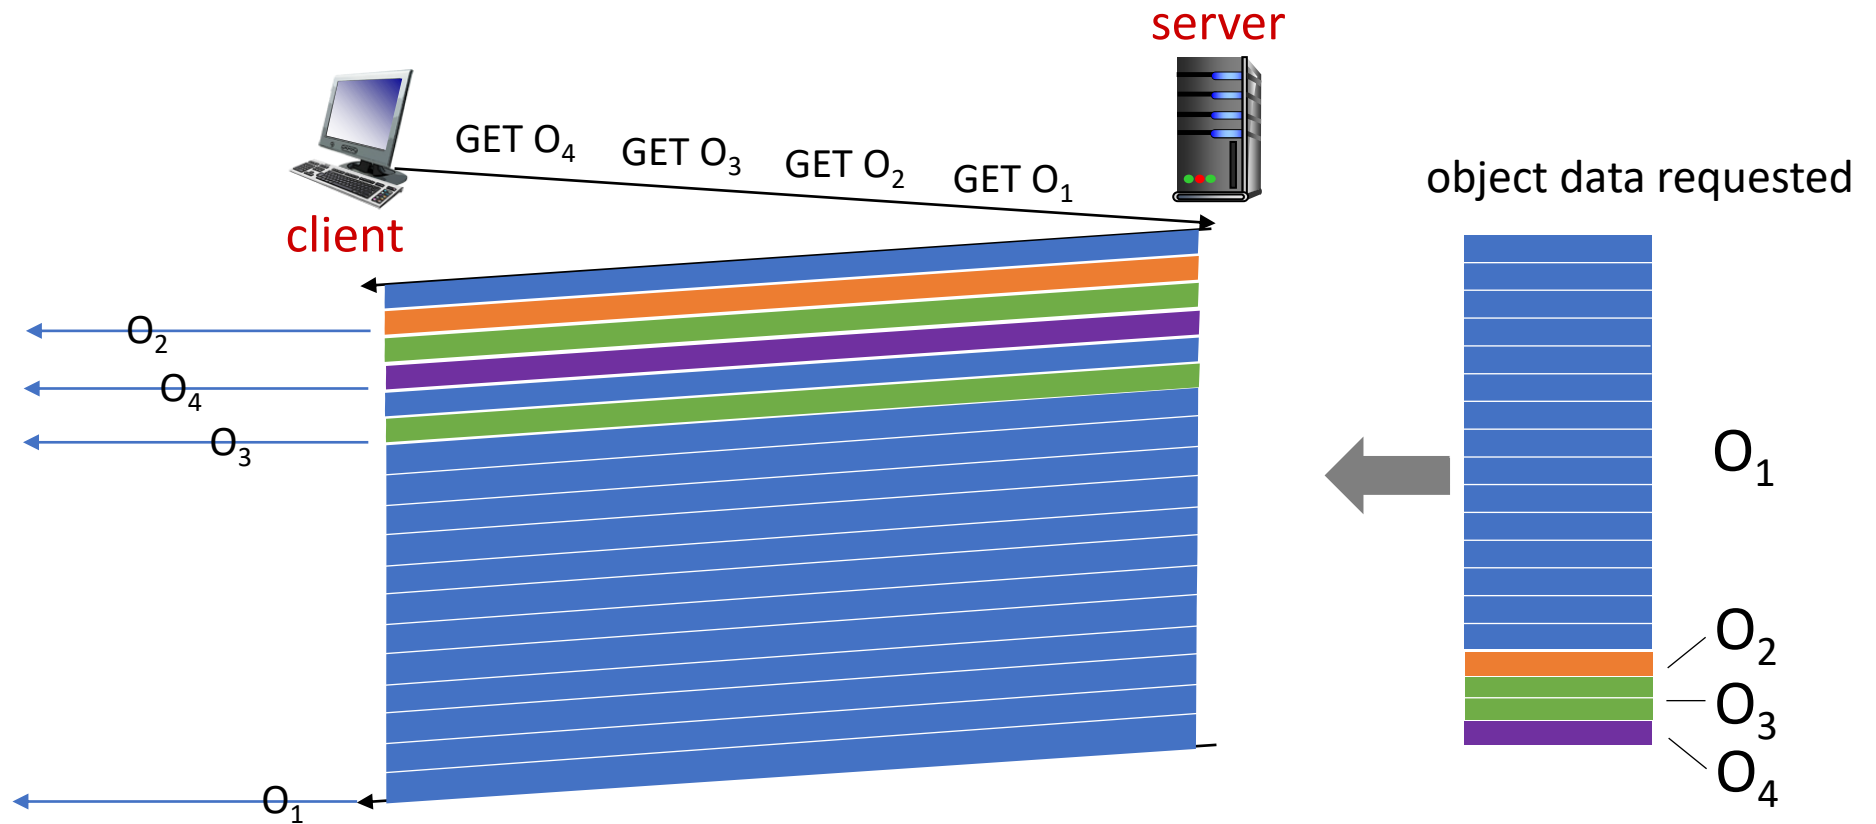 server
GET O4
GET O3
GET O2
GET O1
object data requested
client
O2
O4
O3
O1
O1
O2
O3
O4